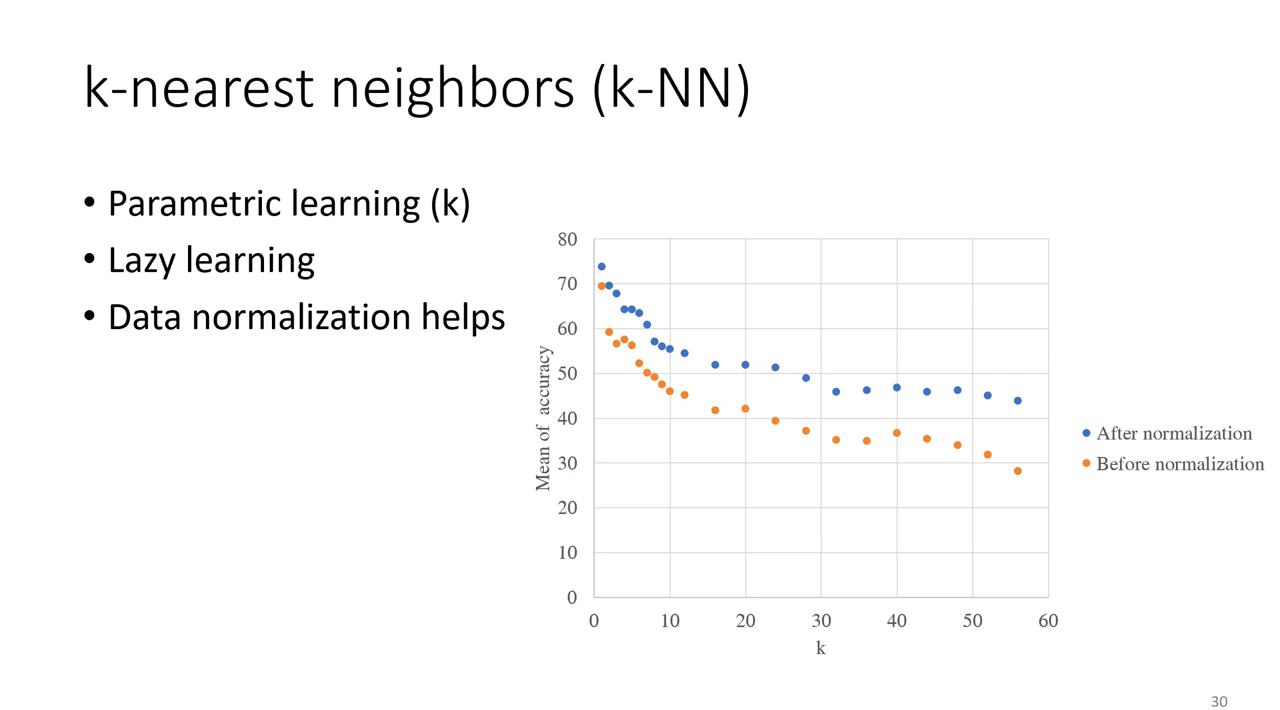 k-nearest neighbors (k-NN)
• Parametric learning (k)
• Lazy learning
• Data normalization helps
80
70
60
50
40
30
20
10
0
Mean of accuracy
0 10 20 30 40 50 60
k
After normalization
Before normalization
30